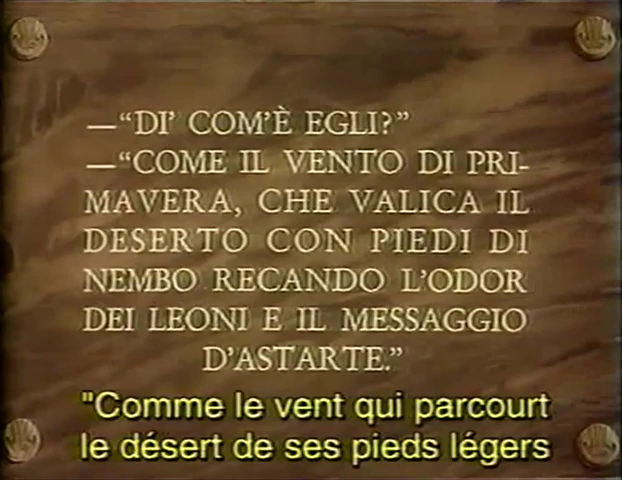 —“DI’ COM’È EGLI?”
—“COME IL VENTO DI PRI-
MAVERA, CHE VALICA IL
DESERTO CON PIEDI DI
NEMBO RECANDO L’ODOR
DEI LEONI E IL MESSAGGIO
D’ASTARTE.”
"Comme le vent qui parcourt
le désert de ses pieds légers